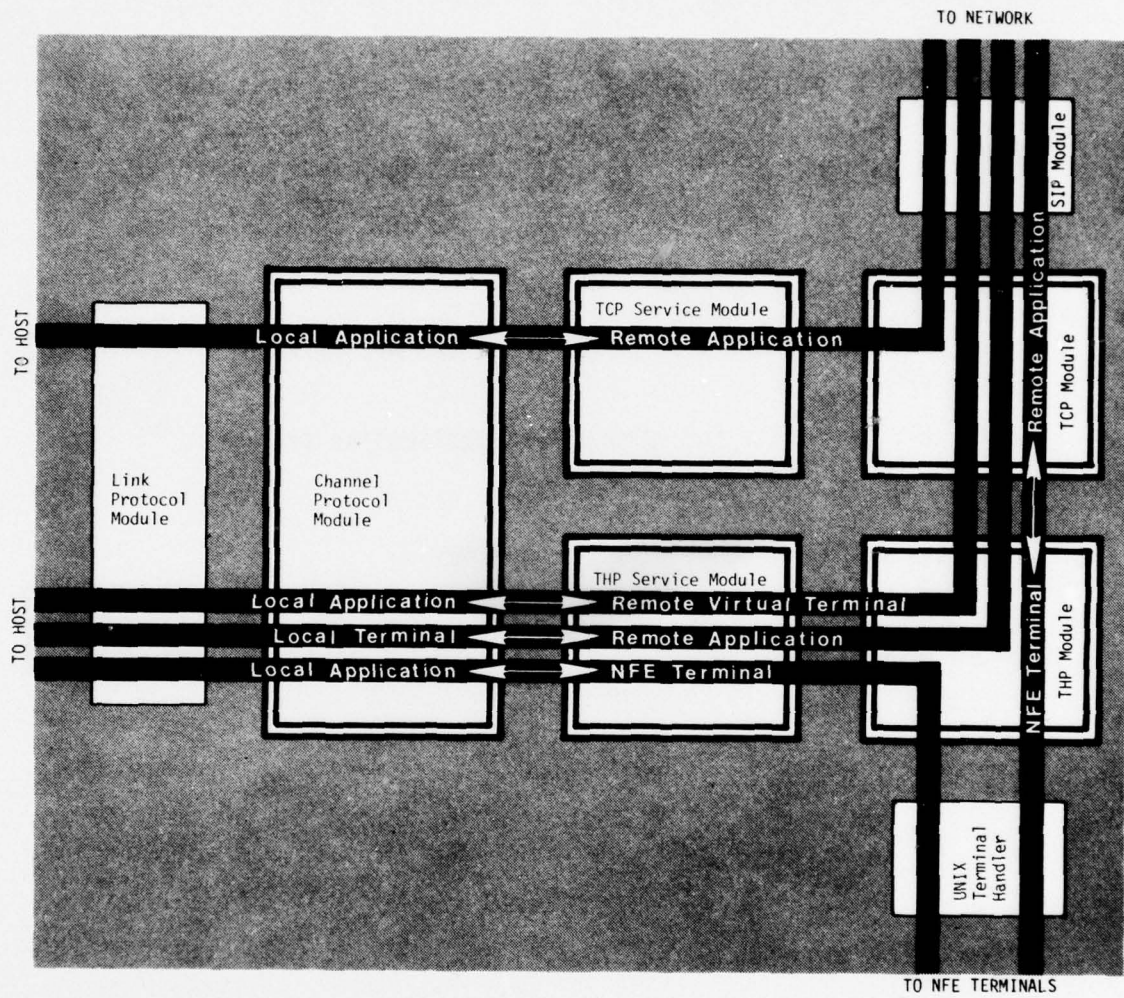 TO NETWORK
SIP Module
TO HOST
Local Application
TCP Service Module
Remote Application
Remote Application
TCP Module
Link
Protocol
Module
Channel
Protocol
Module
TO HOST
THP Service Module
Local Application
Remote Virtual Terminal
Local Terminal
Remote Application
Local Application
NFE Terminal
NFE Terminal
THP Module
UNIX
Terminal
Handler
TO NFE TERMINALS